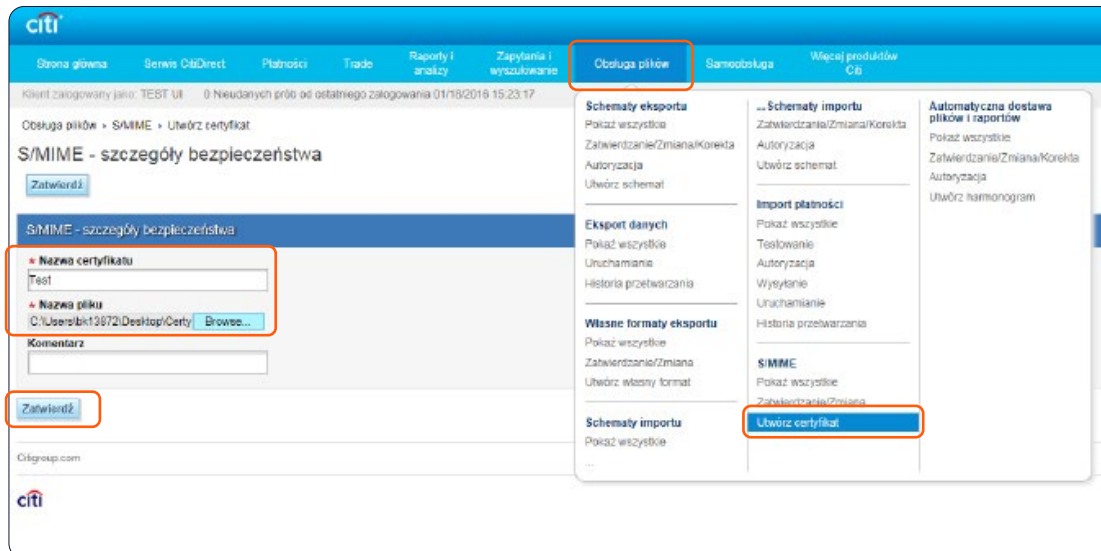 citi
Strona główna
Serwis CitiDirect
Płatności
Trade
Raporty i
analizy
Zapytania i
wyszukiwanie
Obsługa plików
Samoobsługa
Więcej produktów
Citi
Klient zalogowany jako: TEST UI 0 Nieudanych prób od ostatniego zalogowania 01/18/2016 15:23:17
Obsługa plików ▸ S/MIME ▸ Utwórz certyfikat
S/MIME - szczegóły bezpieczeństwa
Zatwierdź
S/MIME - szczegóły bezpieczeństwa
* Nazwa certyfikatu
Test
* Nazwa pliku
C:\Users\bk13872\Desktop\Certy Browse...
Komentarz
Zatwierdź
Citigroup.com
citi
Schematy eksportu
Pokaż wszystkie
Zatwierdzanie/Zmiana/Korekta
Autoryzacja
Utwórz schemat
Eksport danych
Pokaż wszystkie
Uruchamianie
Historia przetwarzania
Własne formaty eksportu
Pokaż wszystkie
Zatwierdzanie/Zmiana
Utwórz własny format
Schematy importu
Pokaż wszystkie
...
... Schematy importu
Zatwierdzanie/Zmiana/Korekta
Autoryzacja
Utwórz schemat
Import płatności
Pokaż wszystkie
Testowanie
Autoryzacja
Wysyłanie
Uruchamianie
Historia przetwarzania
S/MIME
Pokaż wszystkie
Zatwierdzanie/Zmiana
Utwórz certyfikat
Automatyczna dostawa
plików i raportów
Pokaż wszystkie
Zatwierdzanie/Zmiana/Korekta
Autoryzacja
Utwórz harmonogram